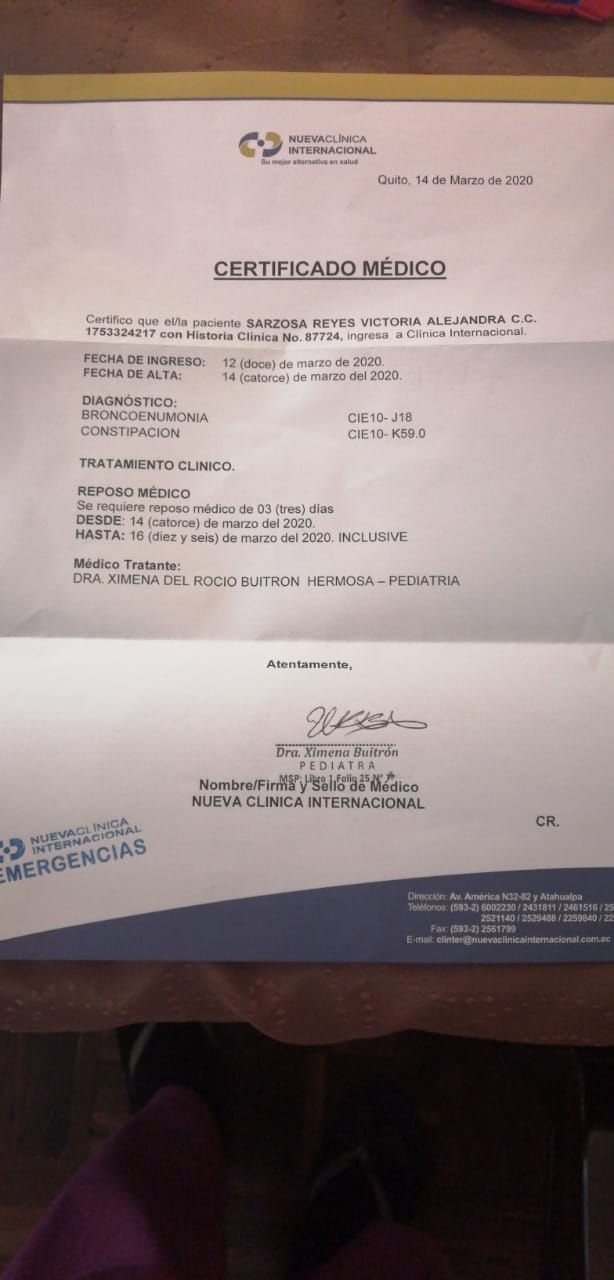 NUEVACLÍNICA
INTERNACIONAL
Su mejor alternativa en salud
Quito, 14 de Marzo de 2020
CERTIFICADO MÉDICO
Certifico que el/la paciente SARZOSA REYES VICTORIA ALEJANDRA C.C.
1753324217 con Historia Clinica No. 87724, ingresa a Clínica Internacional.
FECHA DE INGRESO: 12 (doce) de marzo de 2020.
FECHA DE ALTA: 14 (catorce) de marzo del 2020.
DIAGNÓSTICO:
BRONCOENUMONIA CIE10- J18
CONSTIPACION CIE10- K59.0
TRATAMIENTO CLINICO.
REPOSO MÉDICO
Se requiere reposo médico de 03 (tres) días
DESDE: 14 (catorce) de marzo del 2020.
HASTA: 16 (diez y seis) de marzo del 2020. INCLUSIVE
Médico Tratante:
DRA. XIMENA DEL ROCIO BUITRON HERMOSA – PEDIATRIA
Atentamente,
Dra. Ximena Buitrón
PEDIATRA
MSP: Libro 1 Folio 25 N°
Nombre/Firma y Sello de Médico
NUEVA CLINICA INTERNACIONAL
CR.
NUEVACLÍNICA
INTERNACIONAL
EMERGENCIAS
Dirección: Av. América N32-82 y Atahualpa
Teléfonos: (593-2) 6002230 / 2431811 / 2461516 / 25
2521140 / 2529488 / 2259840 / 22
Fax: (593-2) 2561799
E-mail: clinter@nuevaclinicainternacional.com.ec